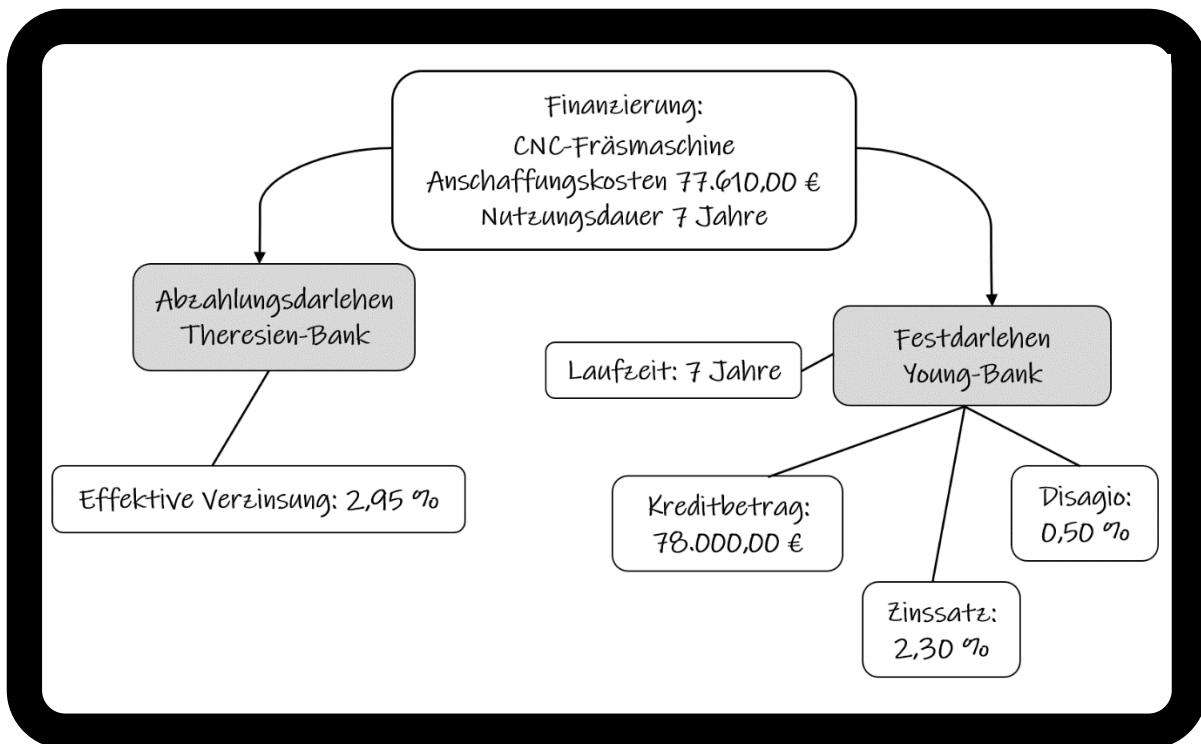 Finanzierung:
CNC-Fräsmaschine
Anschaffungskosten 77.610,00 €
Nutzungsdauer 7 Jahre
Abzahlungsdarlehen
Theresien-Bank
Effektive Verzinsung: 2,95 %
Festdarlehen
Young-Bank
Laufzeit: 7 Jahre
Kreditbetrag:
78.000,00 €
Zinssatz:
2,30 %
Disagio:
0,50 %